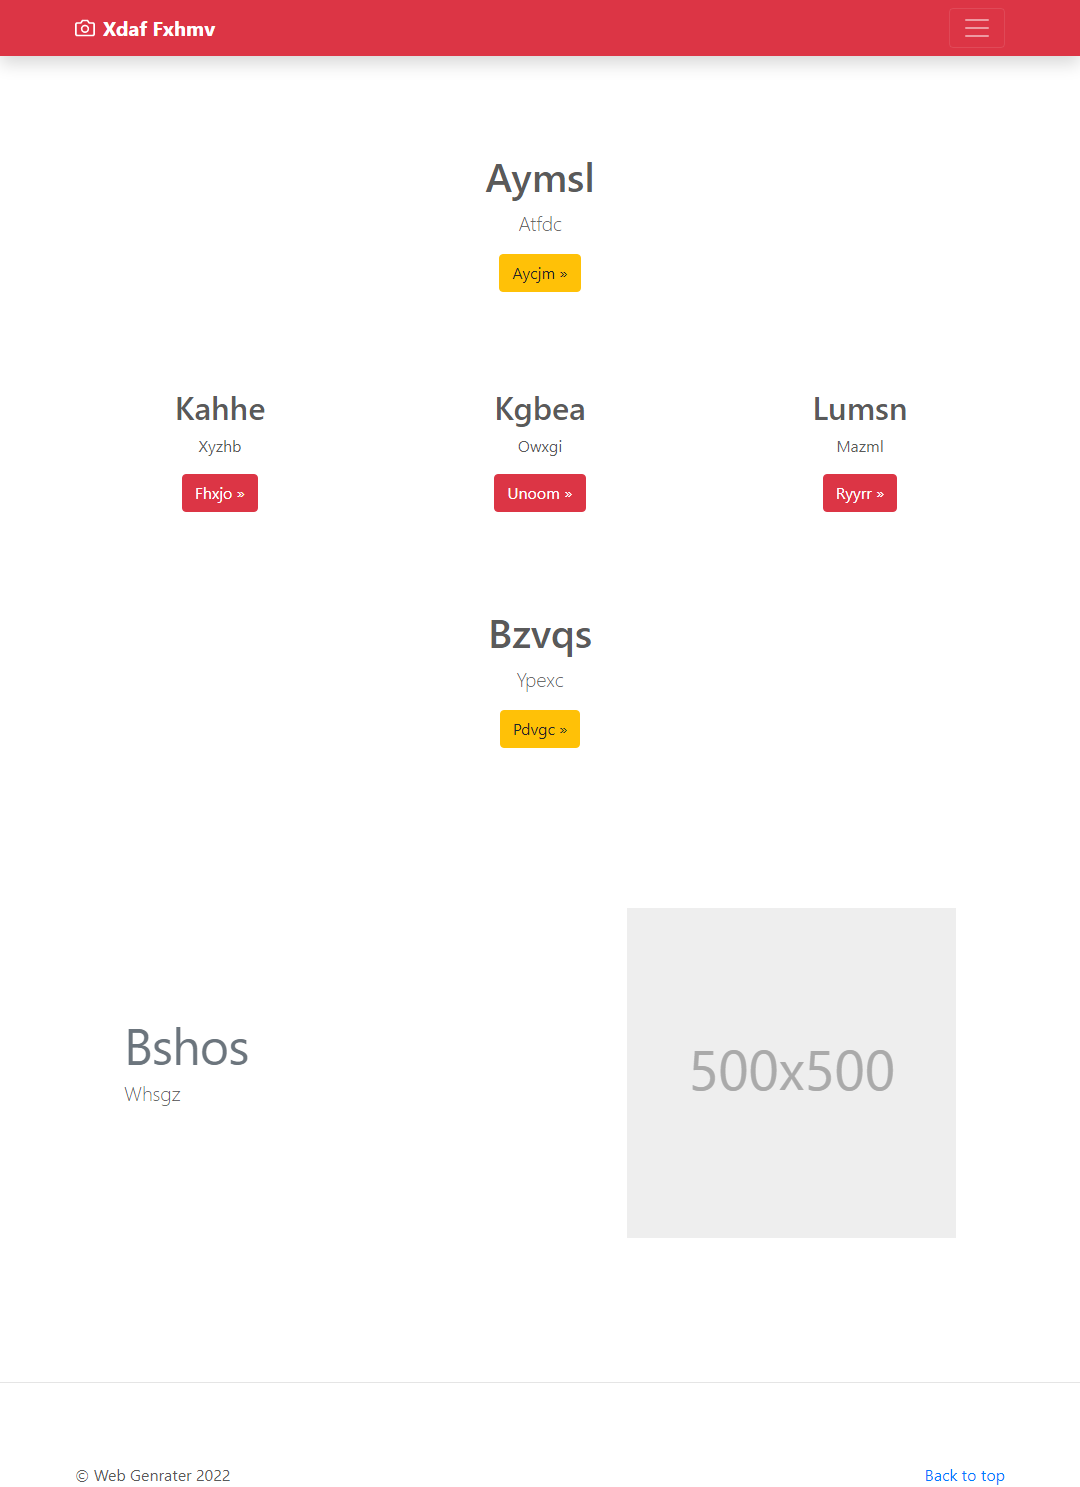 Xdaf Fxhmv
Aymsl
Atfdc
Aycjm »
Kahhe
Xyzhb
Fhxjo »
Kgbea
Owxgi
Unoom »
Lumsn
Mazml
Ryyrr »
Bzvqs
Ypexc
Pdvgc »
Bshos
Whsgz
500x500
© Web Genrater 2022
Back to top